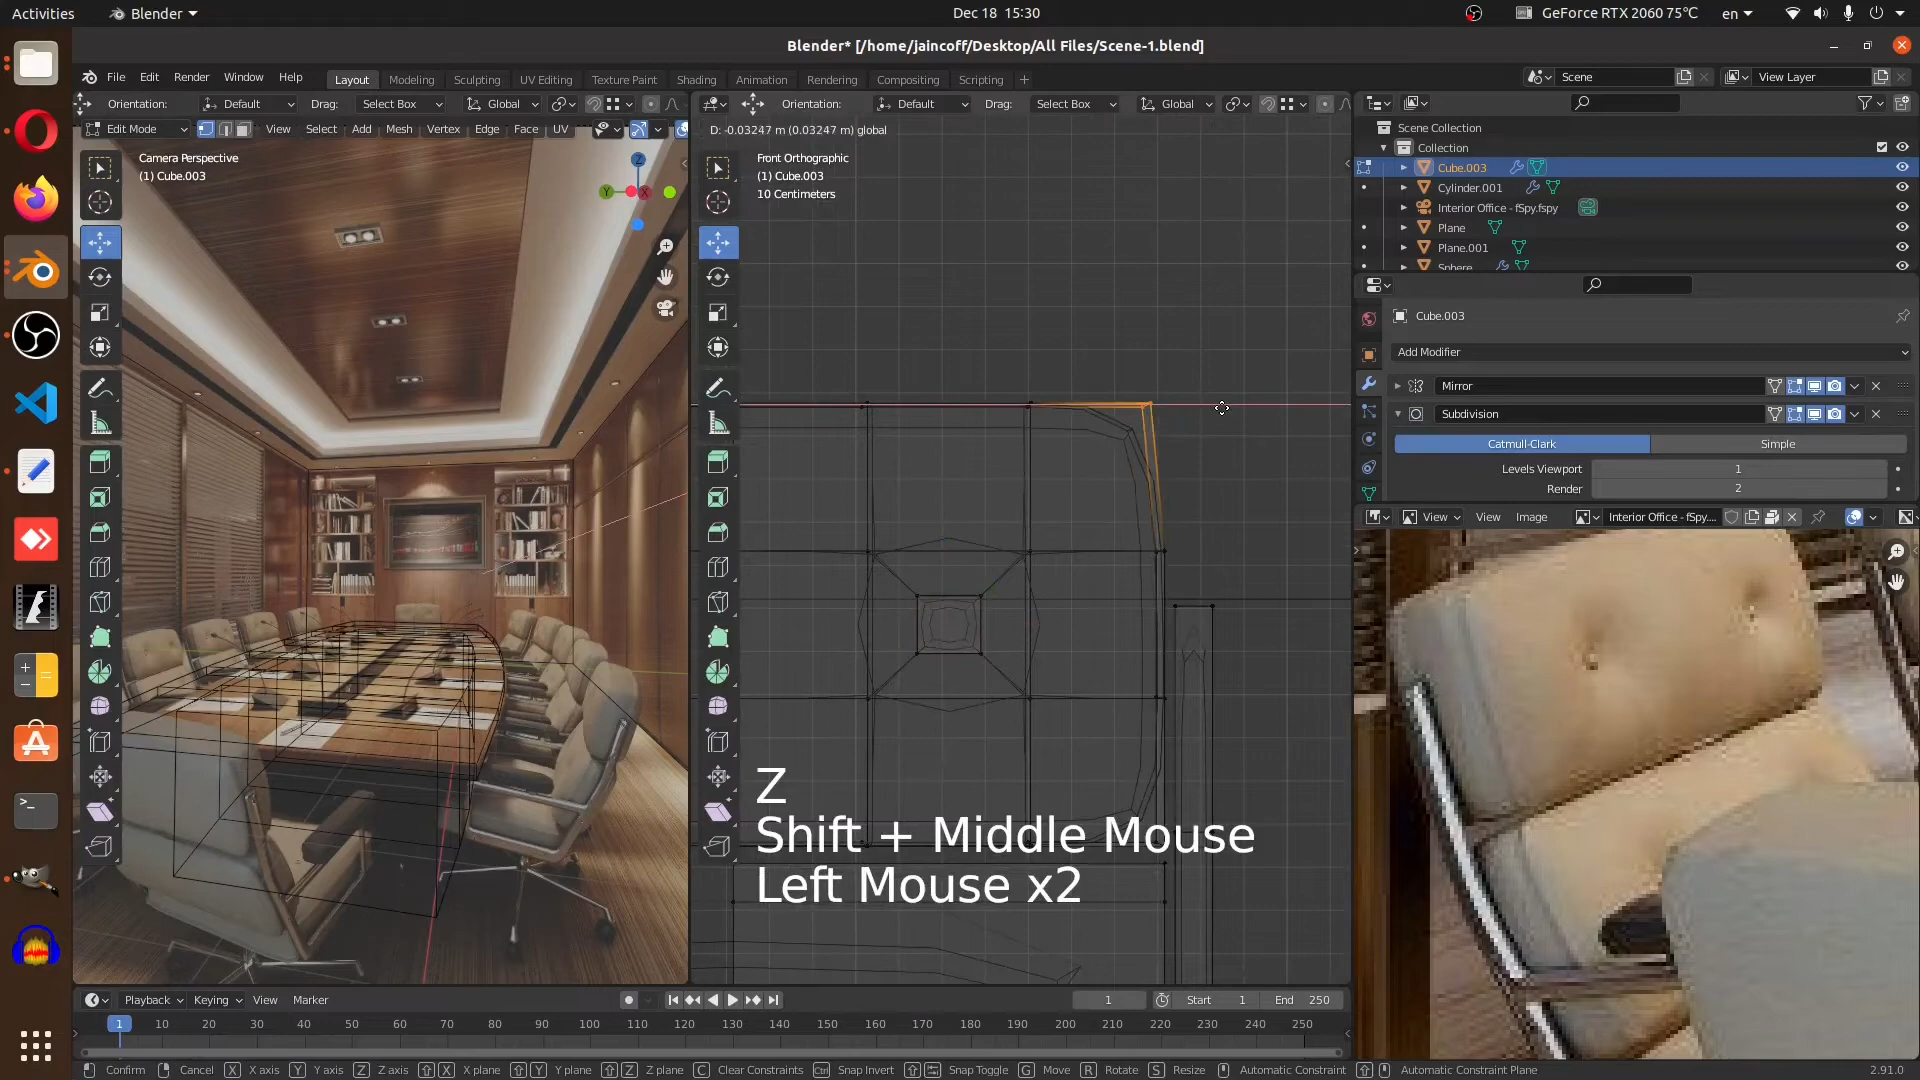 Activities
Blender
Dec 18 15:30
GeForce RTX 2060 75℃
en
Blender* [/home/jaincoff/Desktop/All Files/Scene-1.blend]
File Edit Render Window Help
Layout Modeling Sculpting UV Editing Texture Paint Shading Animation Rendering Compositing Scripting +
Scene
View Layer
Orientation: Default Drag: Select Box Global
Orientation: Default Drag: Select Box Global
Edit Mode View Select Add Mesh Vertex Edge Face UV
D: -0.03247 m (0.03247 m) global
Camera Perspective
(1) Cube.003
Z
Y
X
Front Orthographic
(1) Cube.003
10 Centimeters
Scene Collection
Collection
Cube.003
Cylinder.001
Interior Office - fSpy.fspy
Plane
Plane.001
Sphere
Cube.003
Add Modifier
Mirror
Subdivision
Catmull-Clark Simple
Levels Viewport 1
Render 2
View View Image Interior Office - fSpy....
Z
Shift + Middle Mouse
Left Mouse x2
Playback Keying View Marker
1 Start 1 End 250
1 10 20 30 40 50 60 70 80 90 100 110 120 130 140 150 160 170 180 190 200 210 220 230 240 250
Confirm Cancel X X axis Y Y axis Z Z axis X X plane Y Y plane Z Z plane C Clear Constraints Ctrl Snap Invert Snap Toggle G Move R Rotate S Resize Automatic Constraint Automatic Constraint Plane 2.91.0